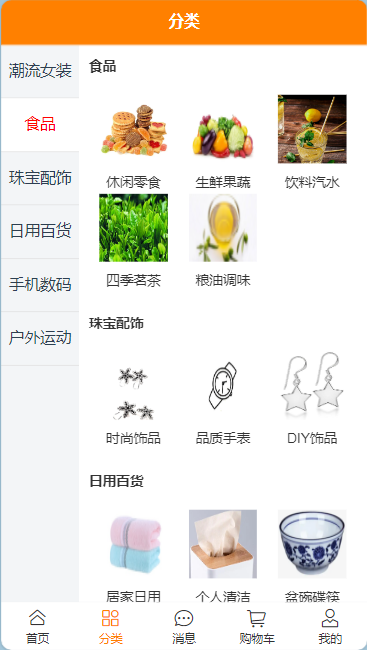 分类
潮流女装
食品
珠宝配饰
日用百货
手机数码
户外运动
食品
休闲零食
生鲜果蔬
饮料汽水
四季茗茶
粮油调味
珠宝配饰
时尚饰品
品质手表
DIY饰品
日用百货
居家日用
个人清洁
盆碗碟筷
首页
分类
消息
购物车
我的